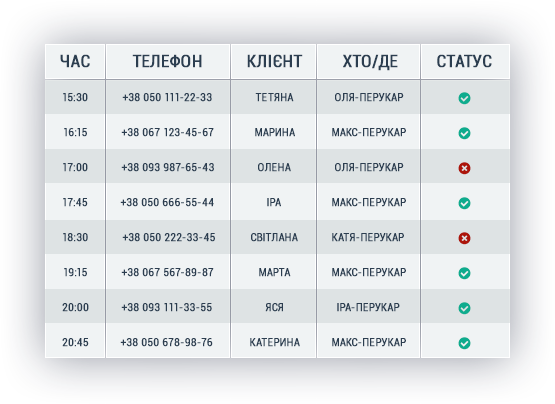 ЧАС ТЕЛЕФОН КЛІЄНТ ХТО/ДЕ СТАТУС
15:30 +38 050 111-22-33 ТЕТЯНА ОЛЯ-ПЕРУКАР
16:15 +38 067 123-45-67 МАРИНА МАКС-ПЕРУКАР
17:00 +38 093 987-65-43 ОЛЕНА ОЛЯ-ПЕРУКАР
17:45 +38 050 666-55-44 ІРА МАКС-ПЕРУКАР
18:30 +38 050 222-33-45 СВІТЛАНА КАТЯ-ПЕРУКАР
19:15 +38 067 567-89-87 МАРТА МАКС-ПЕРУКАР
20:00 +38 093 111-33-55 ЯСЯ ІРА-ПЕРУКАР
20:45 +38 050 678-98-76 КАТЕРИНА МАКС-ПЕРУКАР